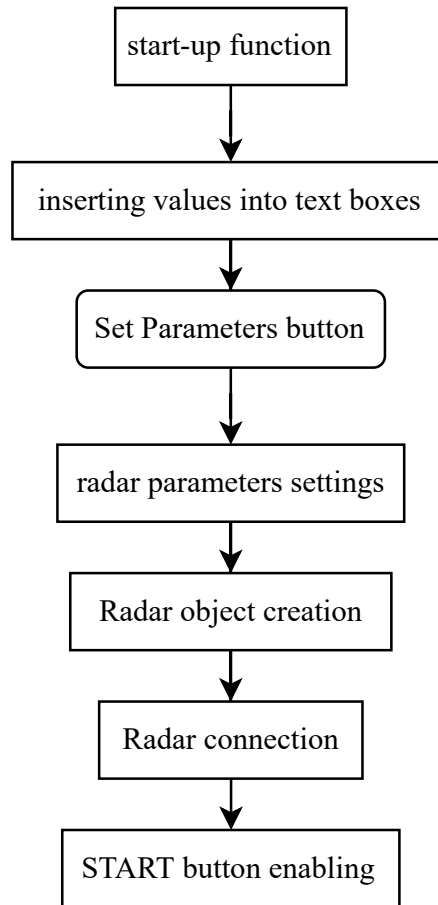 start-up function
inserting values into text boxes
Set Parameters button
radar parameters settings
Radar object creation
Radar connection
START button enabling